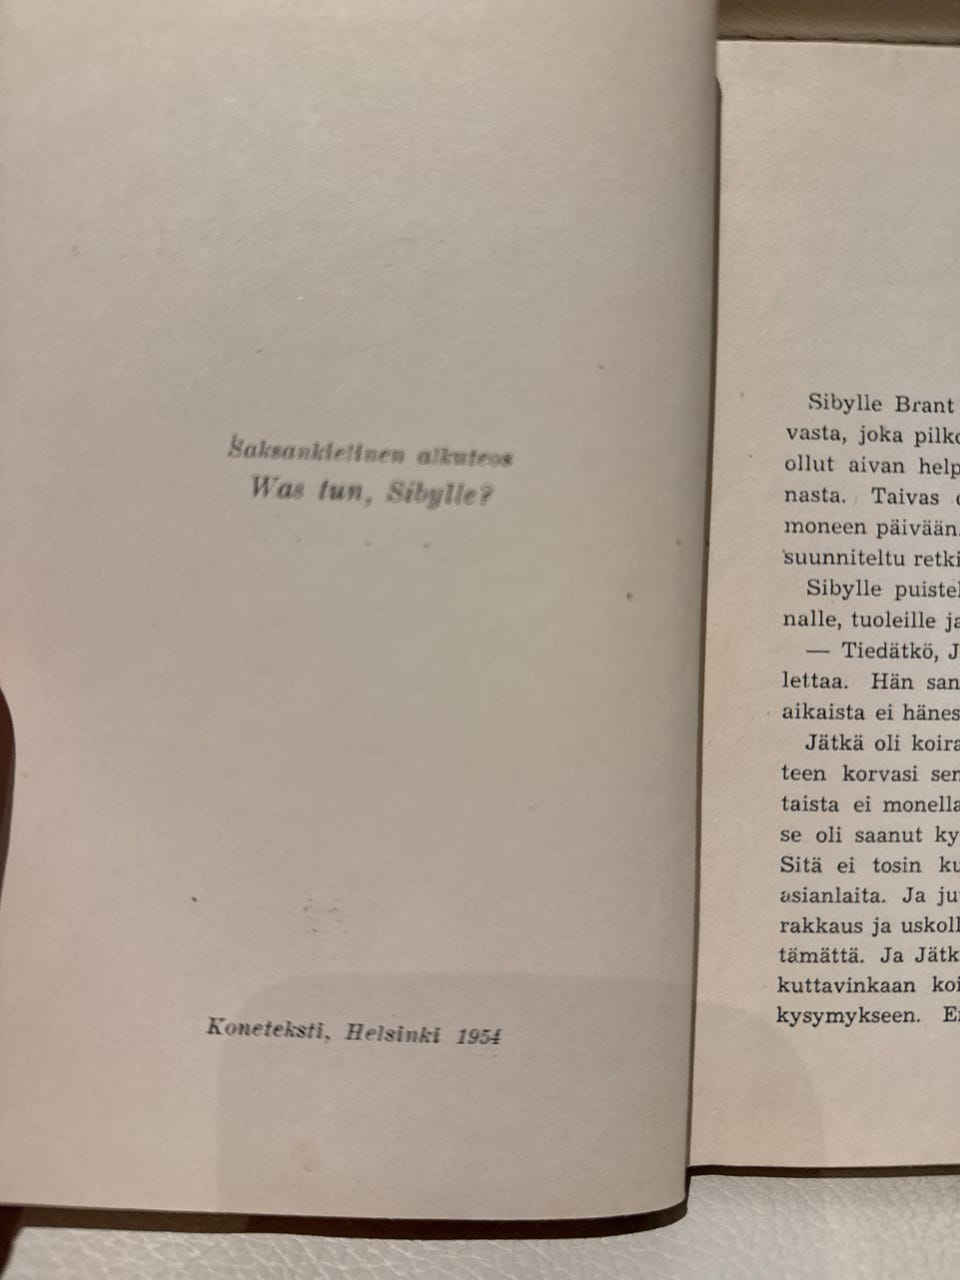 Saksankielinen alkuteos
Was tun, Sibylle?
Koneteksti, Helsinki 1954
Sibylle Brant
vasta, joka pilko
ollut aivan help
nasta. Taivas o
moneen päivään.
suunniteltu retki
Sibylle puistel
nalle, tuoleille ja
— Tiedätkö, J
lettaa. Hän san
aikaista ei hänes
Jätkä oli koira
teen korvasi sen
taista ei monella
se oli saanut ky
Sitä ei tosin ku
asianlaita. Ja ju
rakkaus ja uskoll
tämättä. Ja Jätk
kuttavinkaan koi
kysymykseen. E